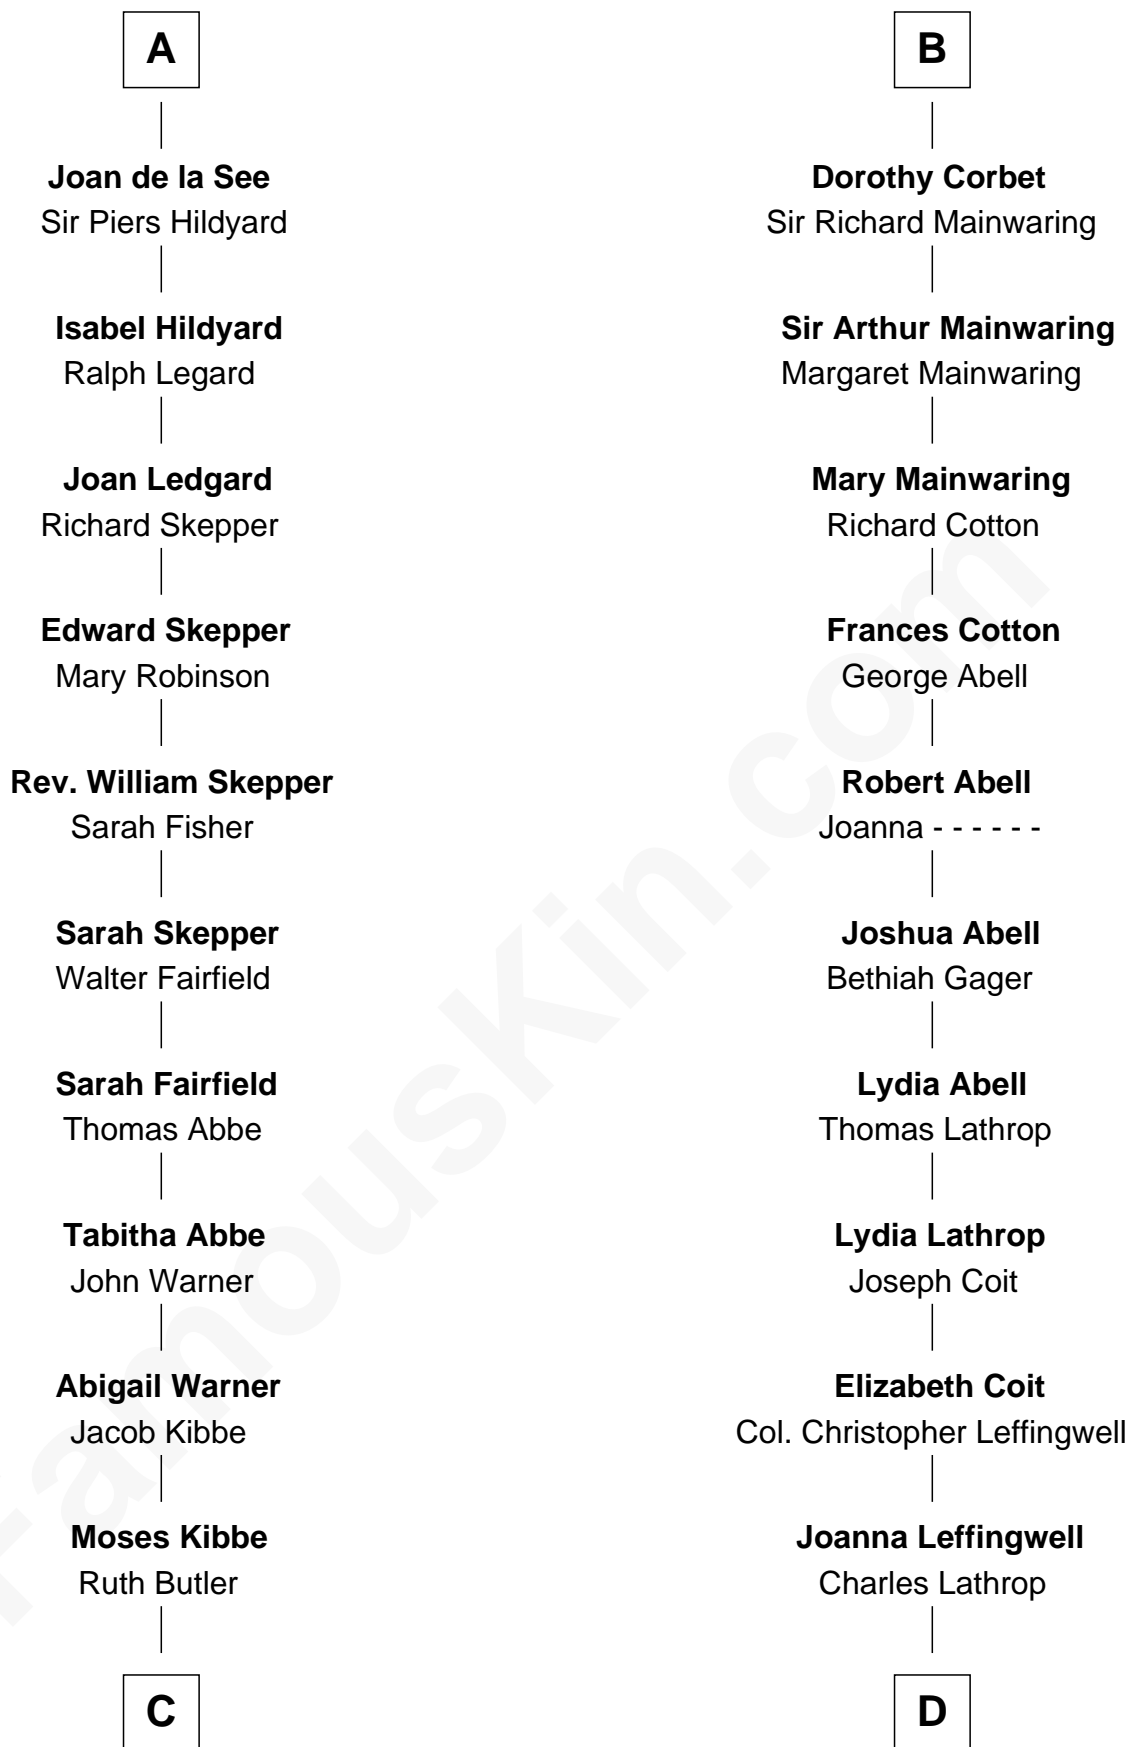 A
Joan de la See
Sir Piers Hildyard
Isabel Hildyard
Ralph Legard
Joan Ledgard
Richard Skepper
Edward Skepper
Mary Robinson
Rev. William Skepper
Sarah Fisher
Sarah Skepper
Walter Fairfield
Sarah Fairfield
Thomas Abbe
Tabitha Abbe
John Warner
Abigail Warner
Jacob Kibbe
Moses Kibbe
Ruth Butler
C
B
Dorothy Corbet
Sir Richard Mainwaring
Sir Arthur Mainwaring
Margaret Mainwaring
Mary Mainwaring
Richard Cotton
Frances Cotton
George Abell
Robert Abell
Joanna - - - - - -
Joshua Abell
Bethiah Gager
Lydia Abell
Thomas Lathrop
Lydia Lathrop
Joseph Coit
Elizabeth Coit
Col. Christopher Leffingwell
Joanna Leffingwell
Charles Lathrop
D
FamousKin.com